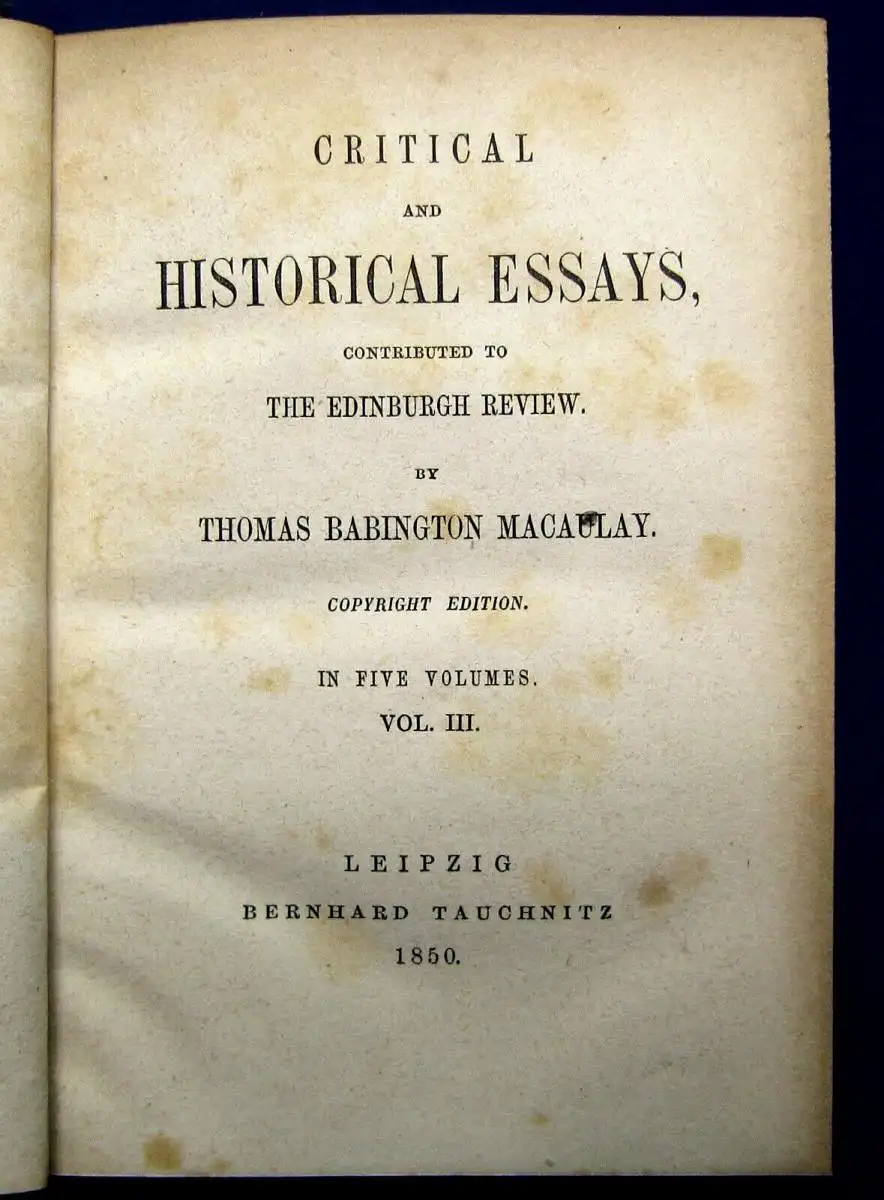 CRITICAL
AND
HISTORICAL ESSAYS,
CONTRIBUTED TO
THE EDINBURGH REVIEW.
BY
THOMAS BABINGTON MACAULAY.
COPYRIGHT EDITION.
IN FIVE VOLUMES.
VOL. III.
LEIPZIG
BERNHARD TAUCHNITZ
1850.